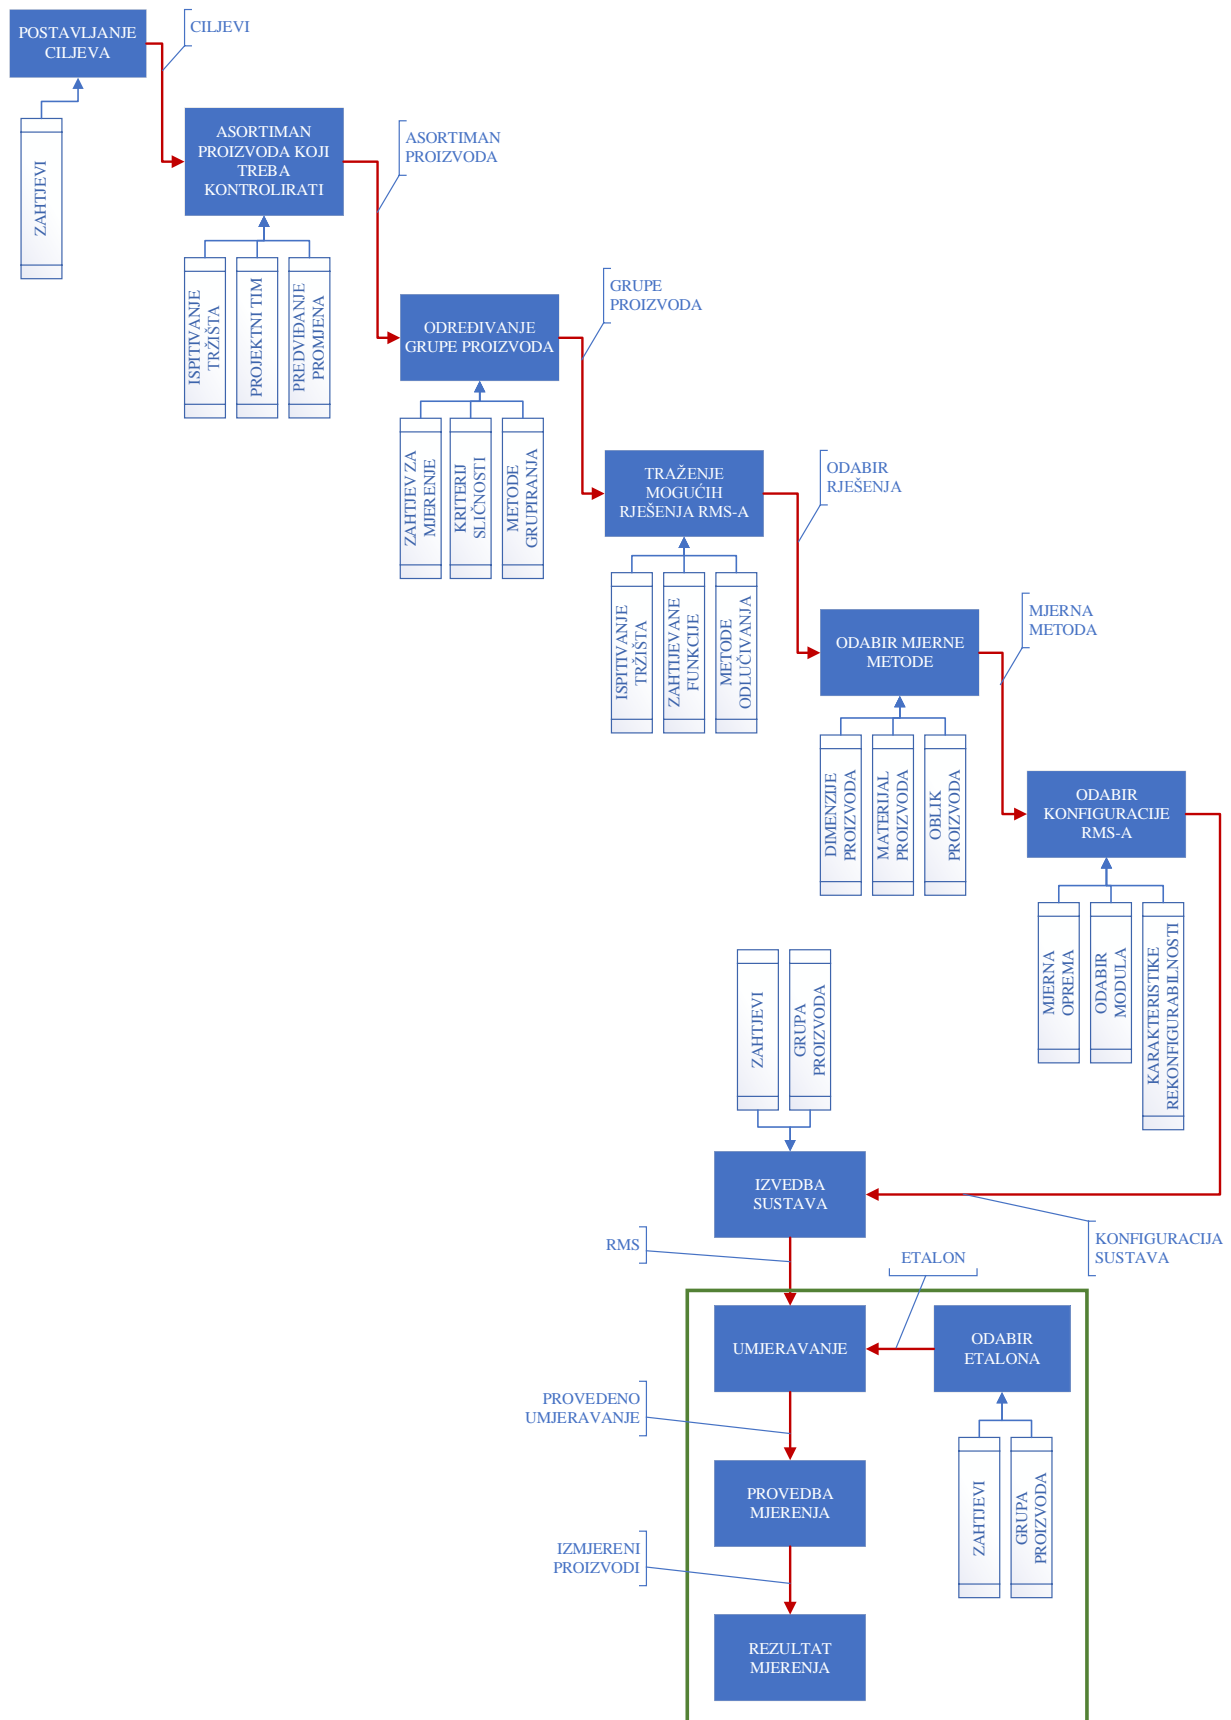 POSTAVLJANJE
CILJEVA
CILJEVI
ZAHTJEVI
ASORTIMAN
PROIZVODA KOJI
TREBA
KONTROLIRATI
ASORTIMAN
PROIZVODA
ISPITIVANJE
TRŽIŠTA
PROJEKTNI TIM
PREDVIĐANJE
PROMJENA
ODREĐIVANJE
GRUPE PROIZVODA
GRUPE
PROIZVODA
ZAHTJEV ZA
MJERENJE
KRITERIJ
SLIČNOSTI
METODE
GRUPIRANJA
TRAŽENJE
MOGUĆIH
RJEŠENJA RMS-A
ODABIR
RJEŠENJA
ISPITIVANJE
TRŽIŠTA
ZAHTIJEVANE
FUNKCIJE
METODE
ODLUČIVANJA
ODABIR MJERNE
METODE
MJERNA
METODA
DIMENZIJE
PROIZVODA
MATERIJAL
PROIZVODA
OBLIK
PROIZVODA
ODABIR
KONFIGURACIJE
RMS-A
MJERNA
OPREMA
ODABIR
MODULA
KARAKTERISTIKE
REKONFIGURABILNOSTI
ZAHTJEVI
GRUPA
PROIZVODA
IZVEDBA
SUSTAVA
KONFIGURACIJA
SUSTAVA
RMS
ETALON
UMJERAVANJE
ODABIR
ETALONA
PROVEDENO
UMJERAVANJE
ZAHTJEVI
GRUPA
PROIZVODA
PROVEDBA
MJERENJA
IZMJERENI
PROIZVODI
REZULTAT
MJERENJA